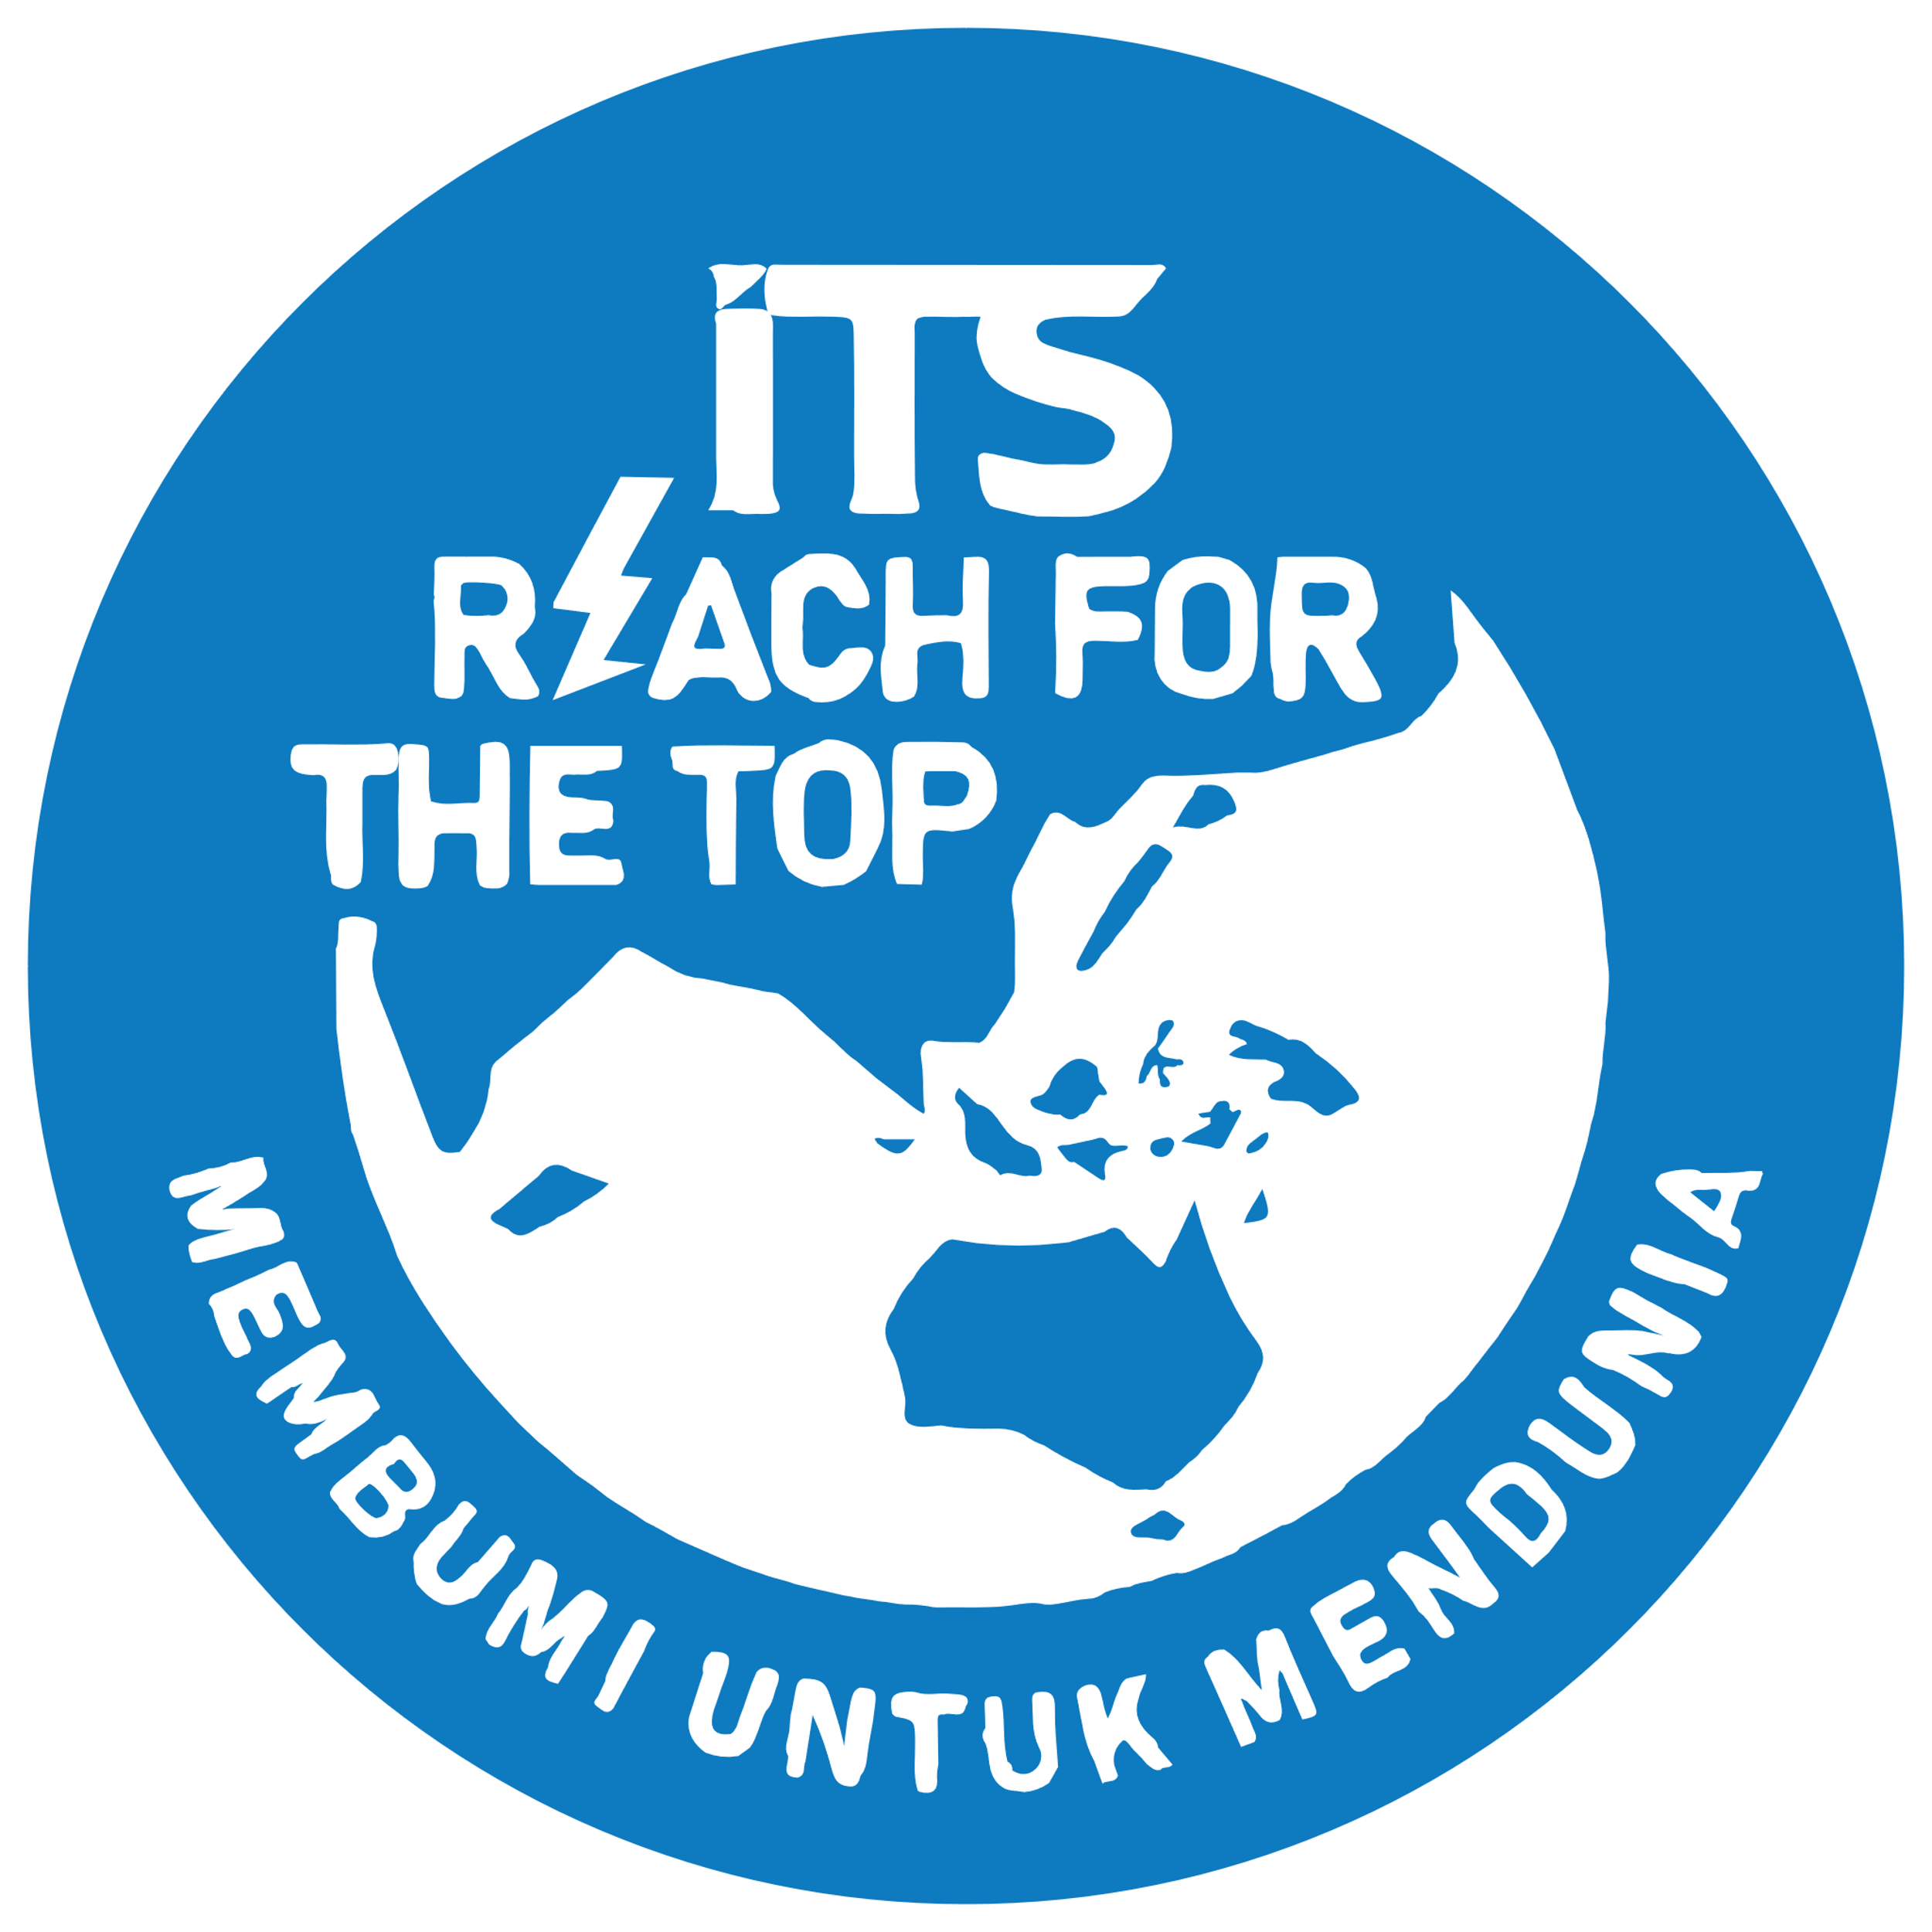 ITS
REACH FOR
THE TOP
MEMBUMI UNTUK MENDUNIA